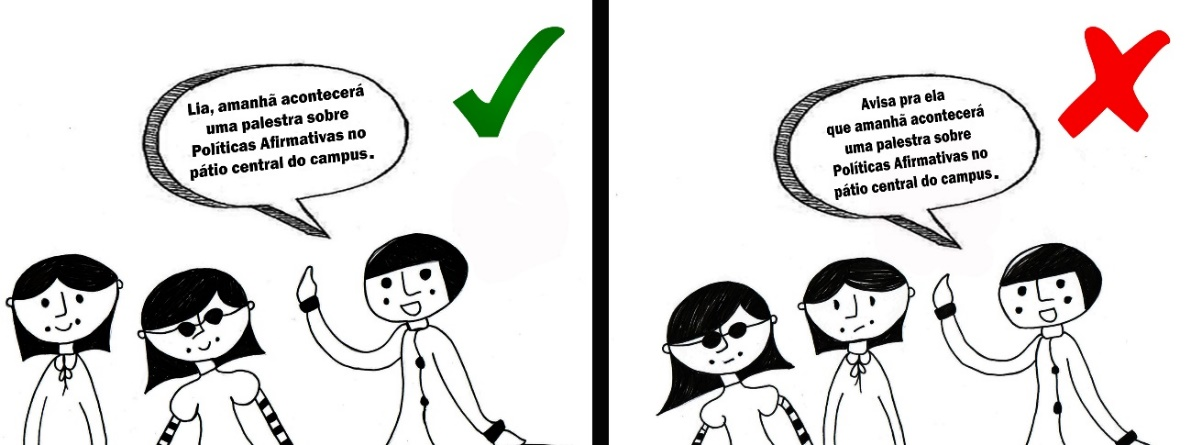 Lia, amanhã acontecerá
uma palestra sobre
Políticas Afirmativas no
pátio central do campus.
Avisa pra ela
que amanhã acontecerá
uma palestra sobre
Políticas Afirmativas no
pátio central do campus.